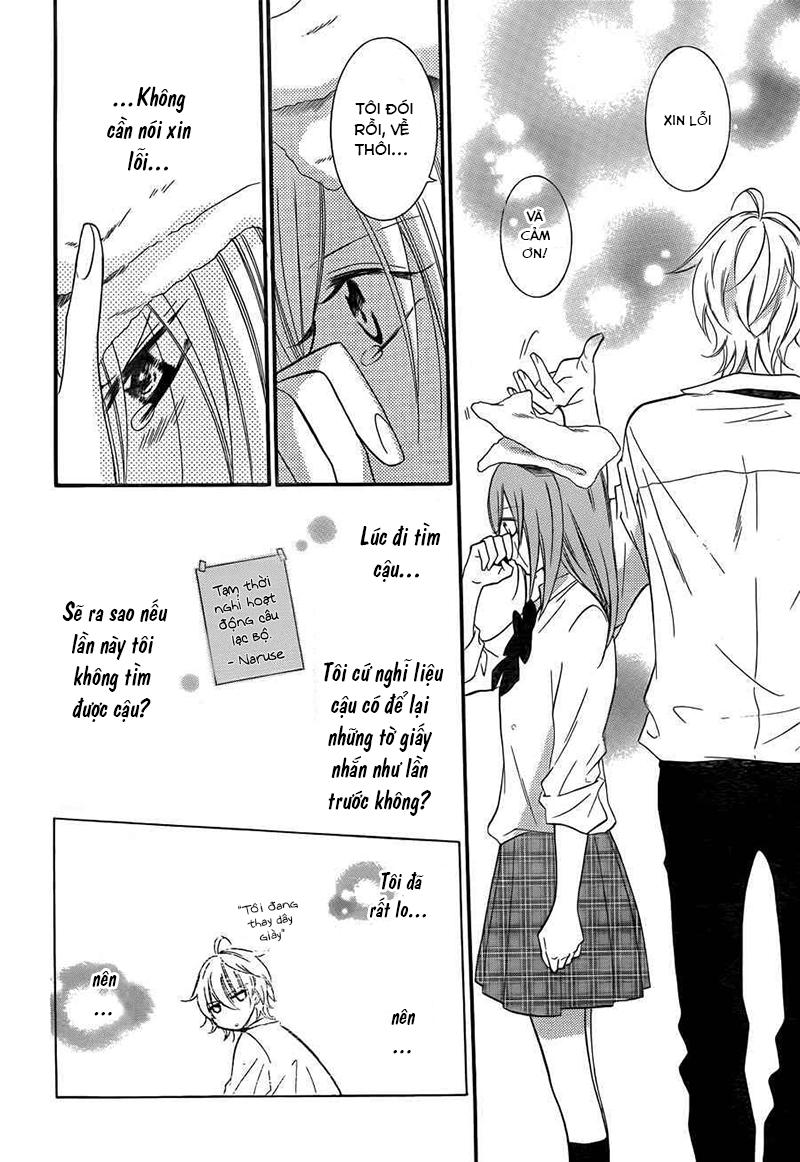 XIN LỖI
VÀ
CẢM
ƠN!
TÔI ĐÓI
RỒI, VỀ
THÔI...
...Không
cần nói xin
lỗi...
Lúc đi tìm
cậu...
Tôi cứ nghĩ liệu
cậu có để lại
những tờ giấy
nhắn như lần
trước không?
Tạm thời
nghỉ hoạt
động câu
lạc bộ.
- Naruse
Sẽ ra sao nếu
lần này tôi
không tìm
được cậu?
Tôi đã
rất lo...
nên
...
"Tôi đang
thay dây
giày"
nên
...